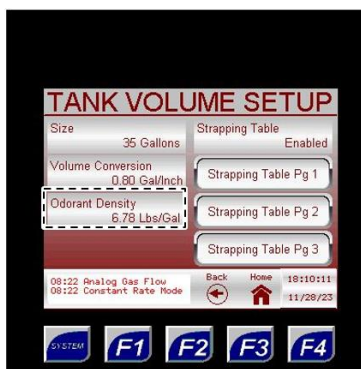 TANK VOLUME SETUP
Size
35 Gallons
Volume Conversion
0.80 Gal/Inch
Odorant Density
6.78 Lbs/Gal
Strapping Table
Enabled
Strapping Table Pg 1
Strapping Table Pg 2
Strapping Table Pg 3
08:22 Analog Gas Flow
08:22 Constant Rate Mode
Back
Home
18:10:11
11/28/23
SYSTEM
F1
F2
F3
F4